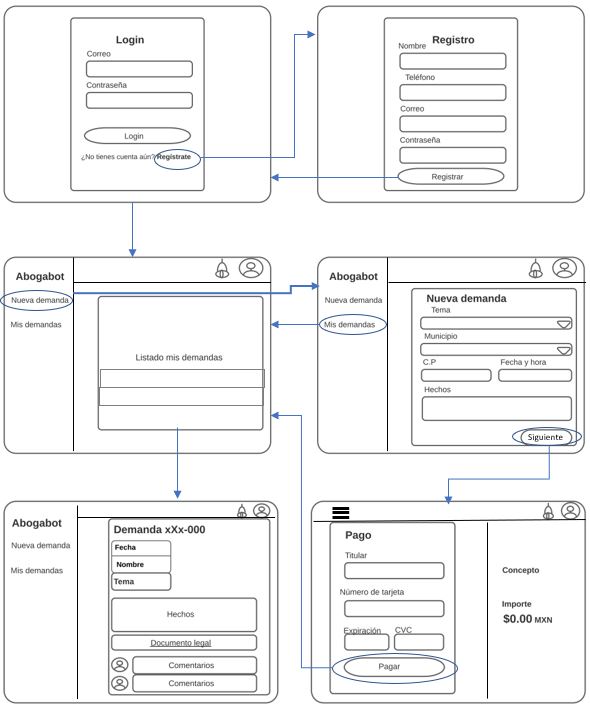 Login
Correo
Contraseña
Login
¿No tienes cuenta aún? Regístrate
Registro
Nombre
Teléfono
Correo
Contraseña
Registrar
Abogabot
Nueva demanda
Mis demandas
Listado mis demandas
Abogabot
Nueva demanda
Mis demandas
Nueva demanda
Tema
Municipio
C.P
Fecha y hora
Hechos
Siguiente
Abogabot
Nueva demanda
Mis demandas
Demanda xXx-000
Fecha
Nombre
Tema
Hechos
Documento legal
Comentarios
Comentarios
Pago
Titular
Número de tarjeta
Expiración
CVC
Pagar
Concepto
Importe
$0.00 MXN